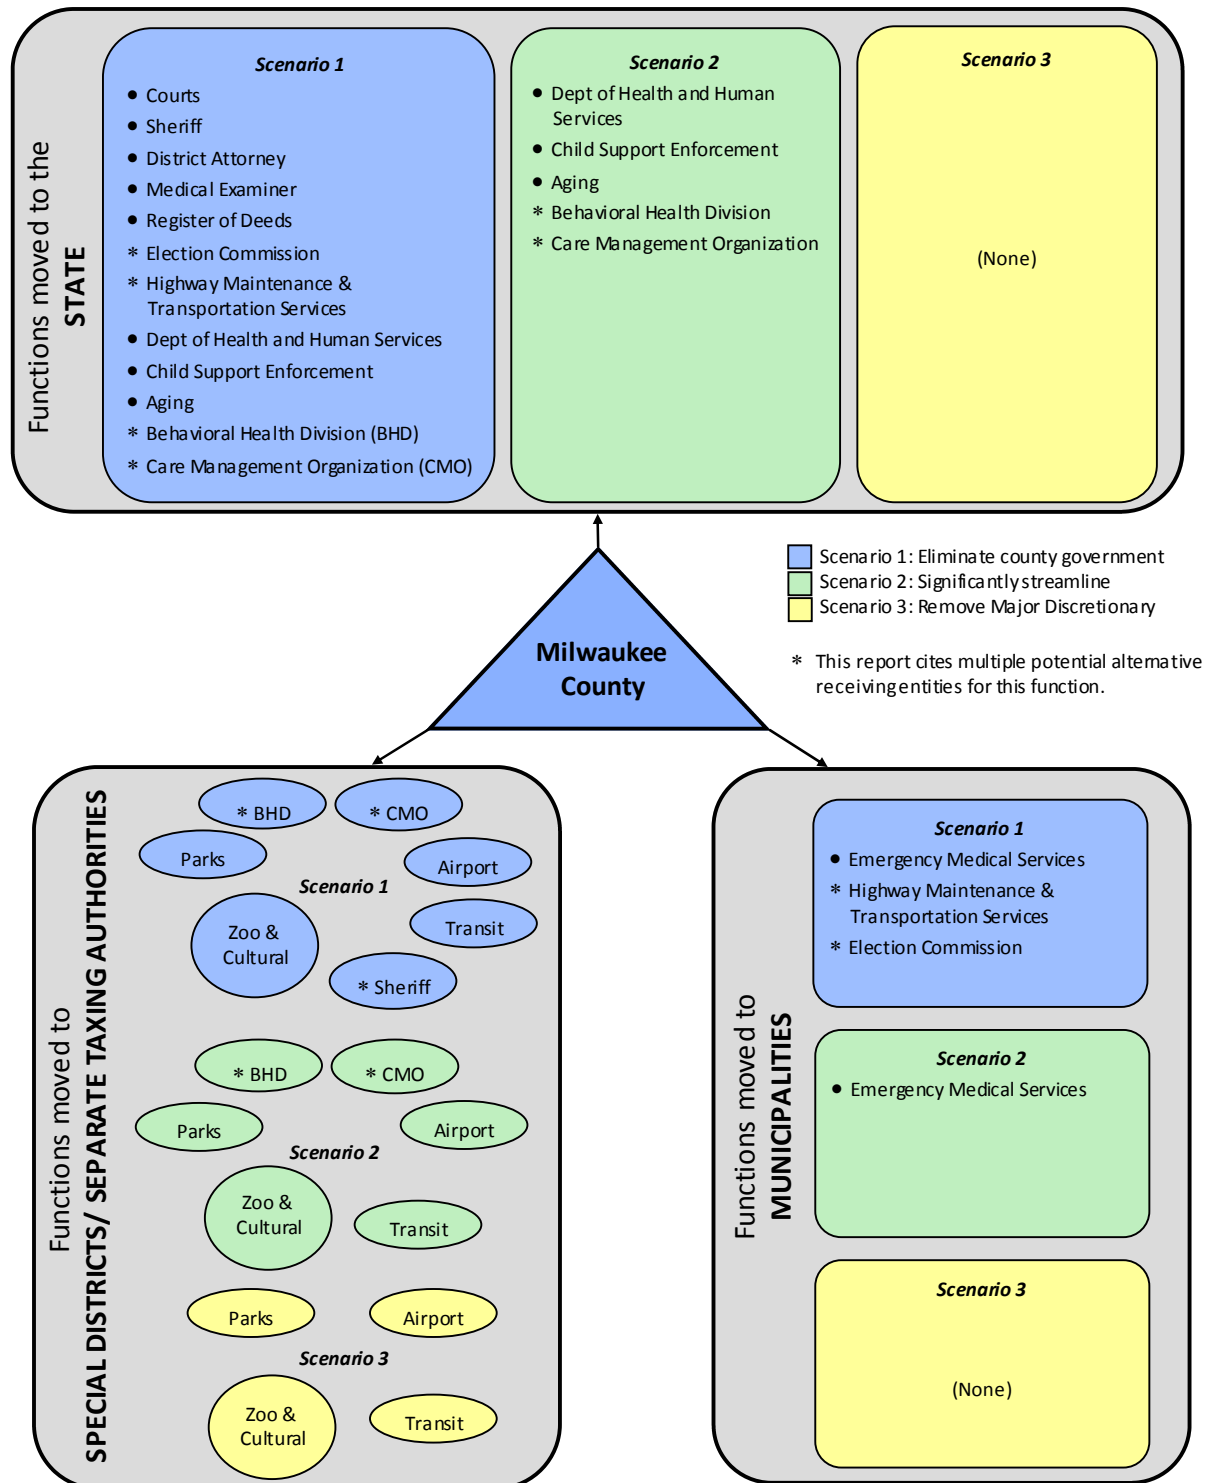 Functions moved to the
STATE
Scenario 1
• Courts
• Sheriff
• District Attorney
• Medical Examiner
• Register of Deeds
* Election Commission
* Highway Maintenance &
Transportation Services
• Dept of Health and Human Services
• Child Support Enforcement
• Aging
* Behavioral Health Division (BHD)
* Care Management Organization (CMO)
Scenario 2
• Dept of Health and Human
Services
• Child Support Enforcement
• Aging
* Behavioral Health Division
* Care Management Organization
Scenario 3
(None)
Scenario 1: Eliminate county government
Scenario 2: Significantly streamline
Scenario 3: Remove Major Discretionary
* This report cites multiple potential alternative
receiving entities for this function.
Milwaukee
County
Functions moved to
SPECIAL DISTRICTS/ SEPARATE TAXING AUTHORITIES
* BHD
* CMO
Parks
Airport
Scenario 1
Zoo &
Cultural
Transit
* Sheriff
* BHD
* CMO
Parks
Airport
Scenario 2
Zoo &
Cultural
Transit
Parks
Airport
Scenario 3
Zoo &
Cultural
Transit
Functions moved to
MUNICIPALITIES
Scenario 1
• Emergency Medical Services
* Highway Maintenance &
Transportation Services
* Election Commission
Scenario 2
• Emergency Medical Services
Scenario 3
(None)